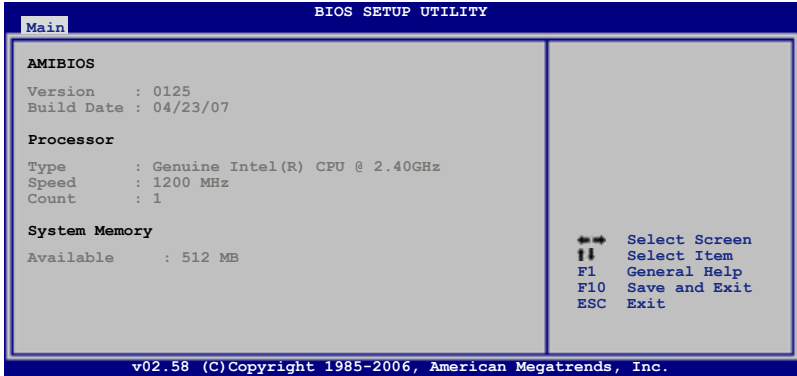 BIOS SETUP UTILITY
Main
AMIBIOS
Version : 0125
Build Date : 04/23/07
Processor
Type : Genuine Intel(R) CPU @ 2.40GHz
Speed : 1200 MHz
Count : 1
System Memory
Available : 512 MB
←→ Select Screen
↑↓ Select Item
F1 General Help
F10 Save and Exit
ESC Exit
v02.58 (C)Copyright 1985-2006, American Megatrends, Inc.